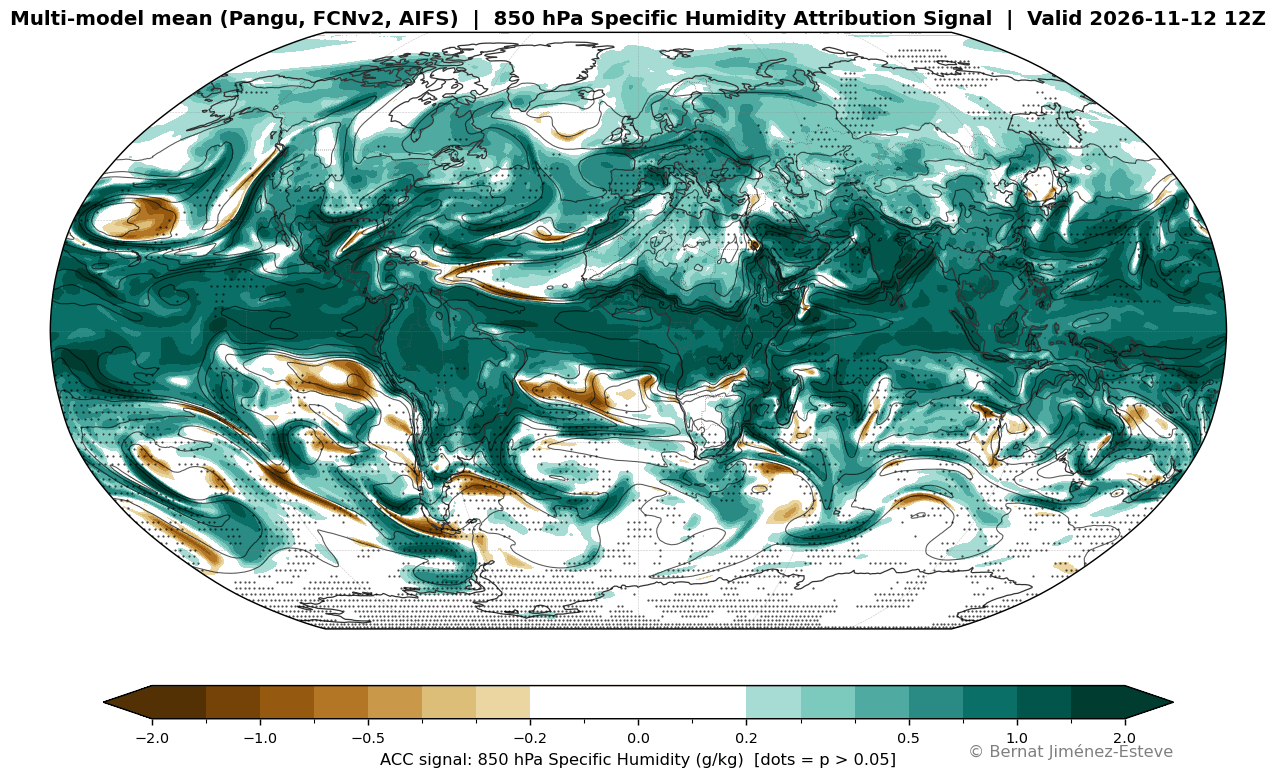 Multi-model mean (Pangu, FCNv2, AIFS)  |  850 hPa Specific Humidity Attribution Signal  |  Valid 2026-11-12 12Z
−2.0 −1.0 −0.5 −0.2 0.0 0.2 0.5 1.0 2.0
ACC signal: 850 hPa Specific Humidity (g/kg)  [dots = p > 0.05]
© Bernat Jiménez-Esteve